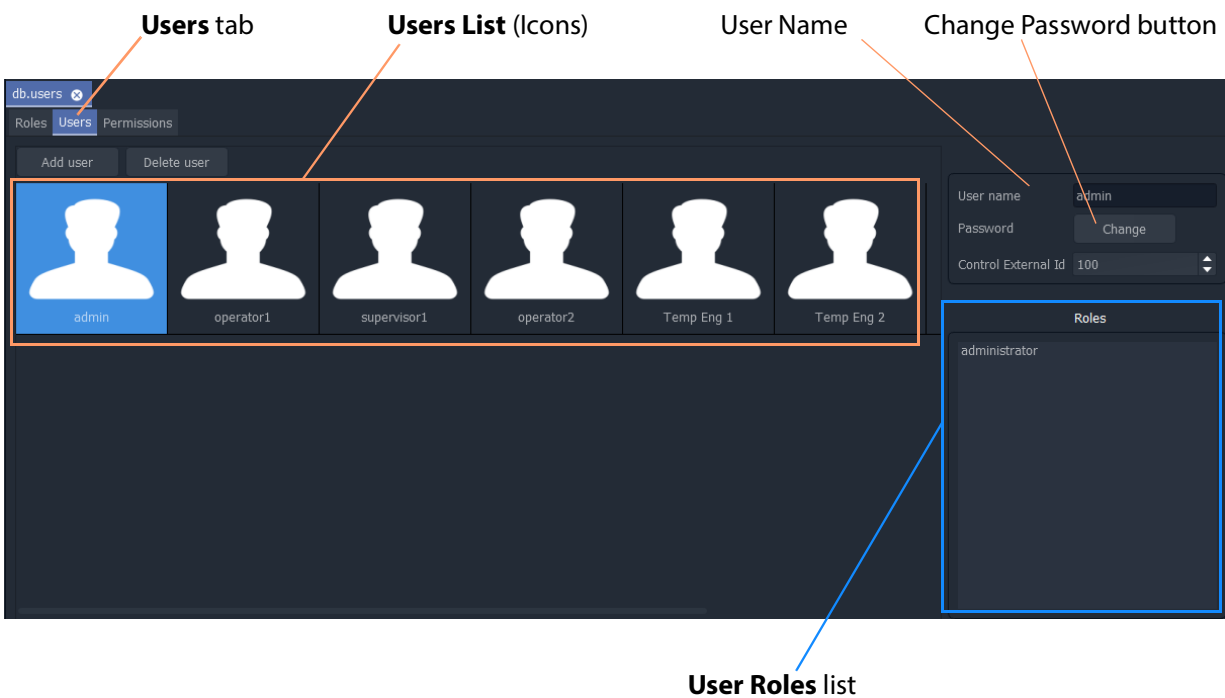 Users tab
Users List (Icons)
User Name
Change Password button
db.users
Roles Users Permissions
Add user Delete user
admin operator1 supervisor1 operator2 Temp Eng 1 Temp Eng 2
User name admin
Password Change
Control External Id 100
Roles
administrator
User Roles list